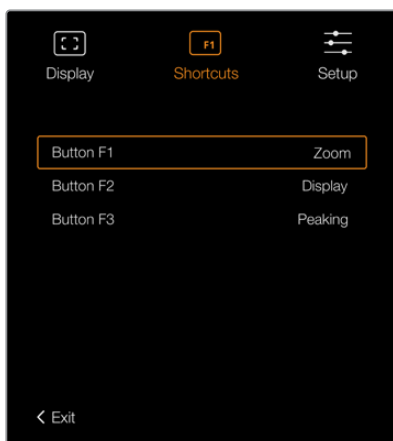 F1
Display Shortcuts Setup
Button F1 Zoom
Button F2 Display
Button F3 Peaking
Exit